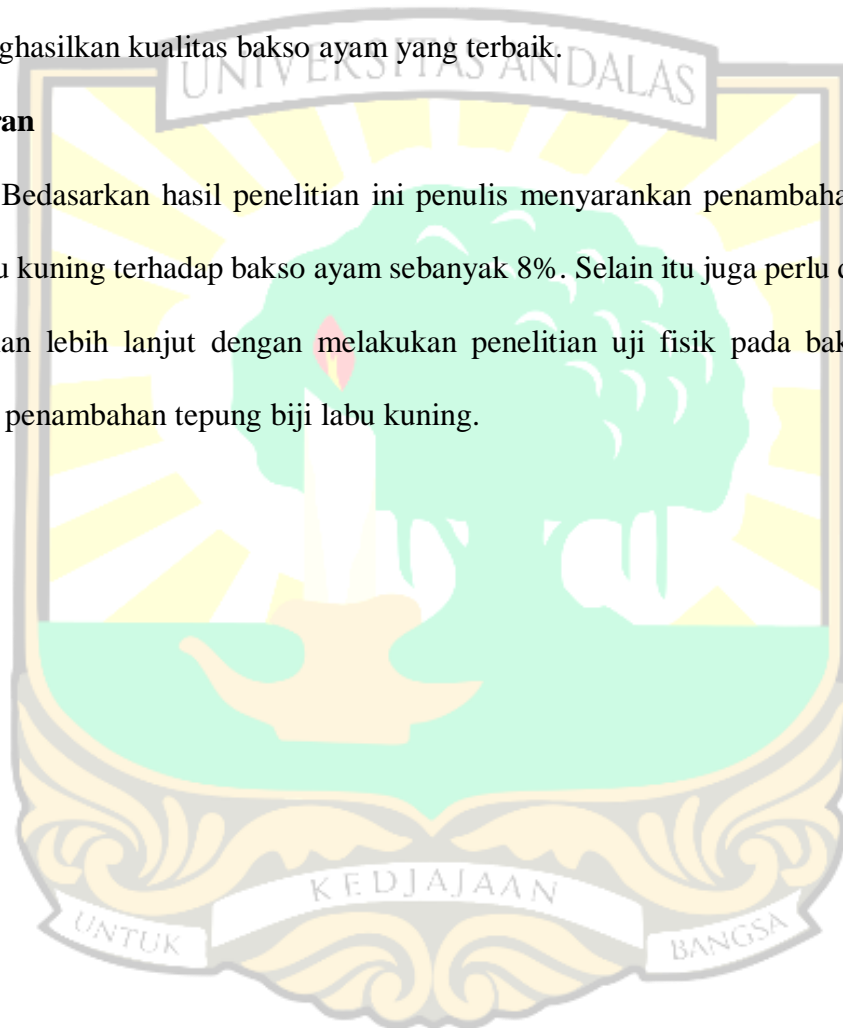 ghasilkan kualitas bakso ayam yang terbaik.
UNIVERSITAS ANDALAS
ran
Bedasarkan hasil penelitian ini penulis menyarankan penambaha
u kuning terhadap bakso ayam sebanyak 8%. Selain itu juga perlu d
an lebih lanjut dengan melakukan penelitian uji fisik pada bak
penambahan tepung biji labu kuning.
KEDJAJAAN
UNTUK
BANGSA